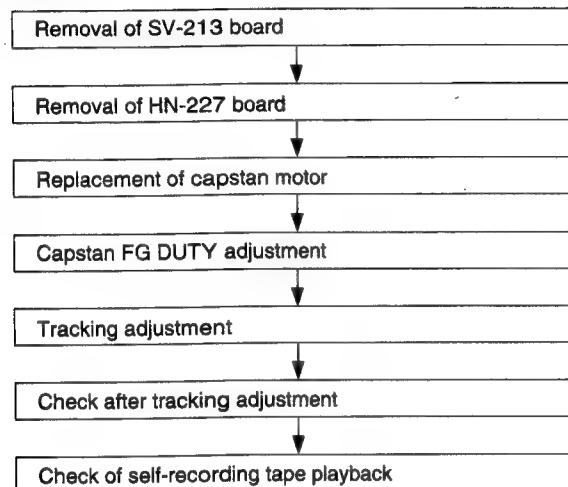 Removal of SV-213 board
Removal of HN-227 board
Replacement of capstan motor
Capstan FG DUTY adjustment
Tracking adjustment
Check after tracking adjustment
Check of self-recording tape playback